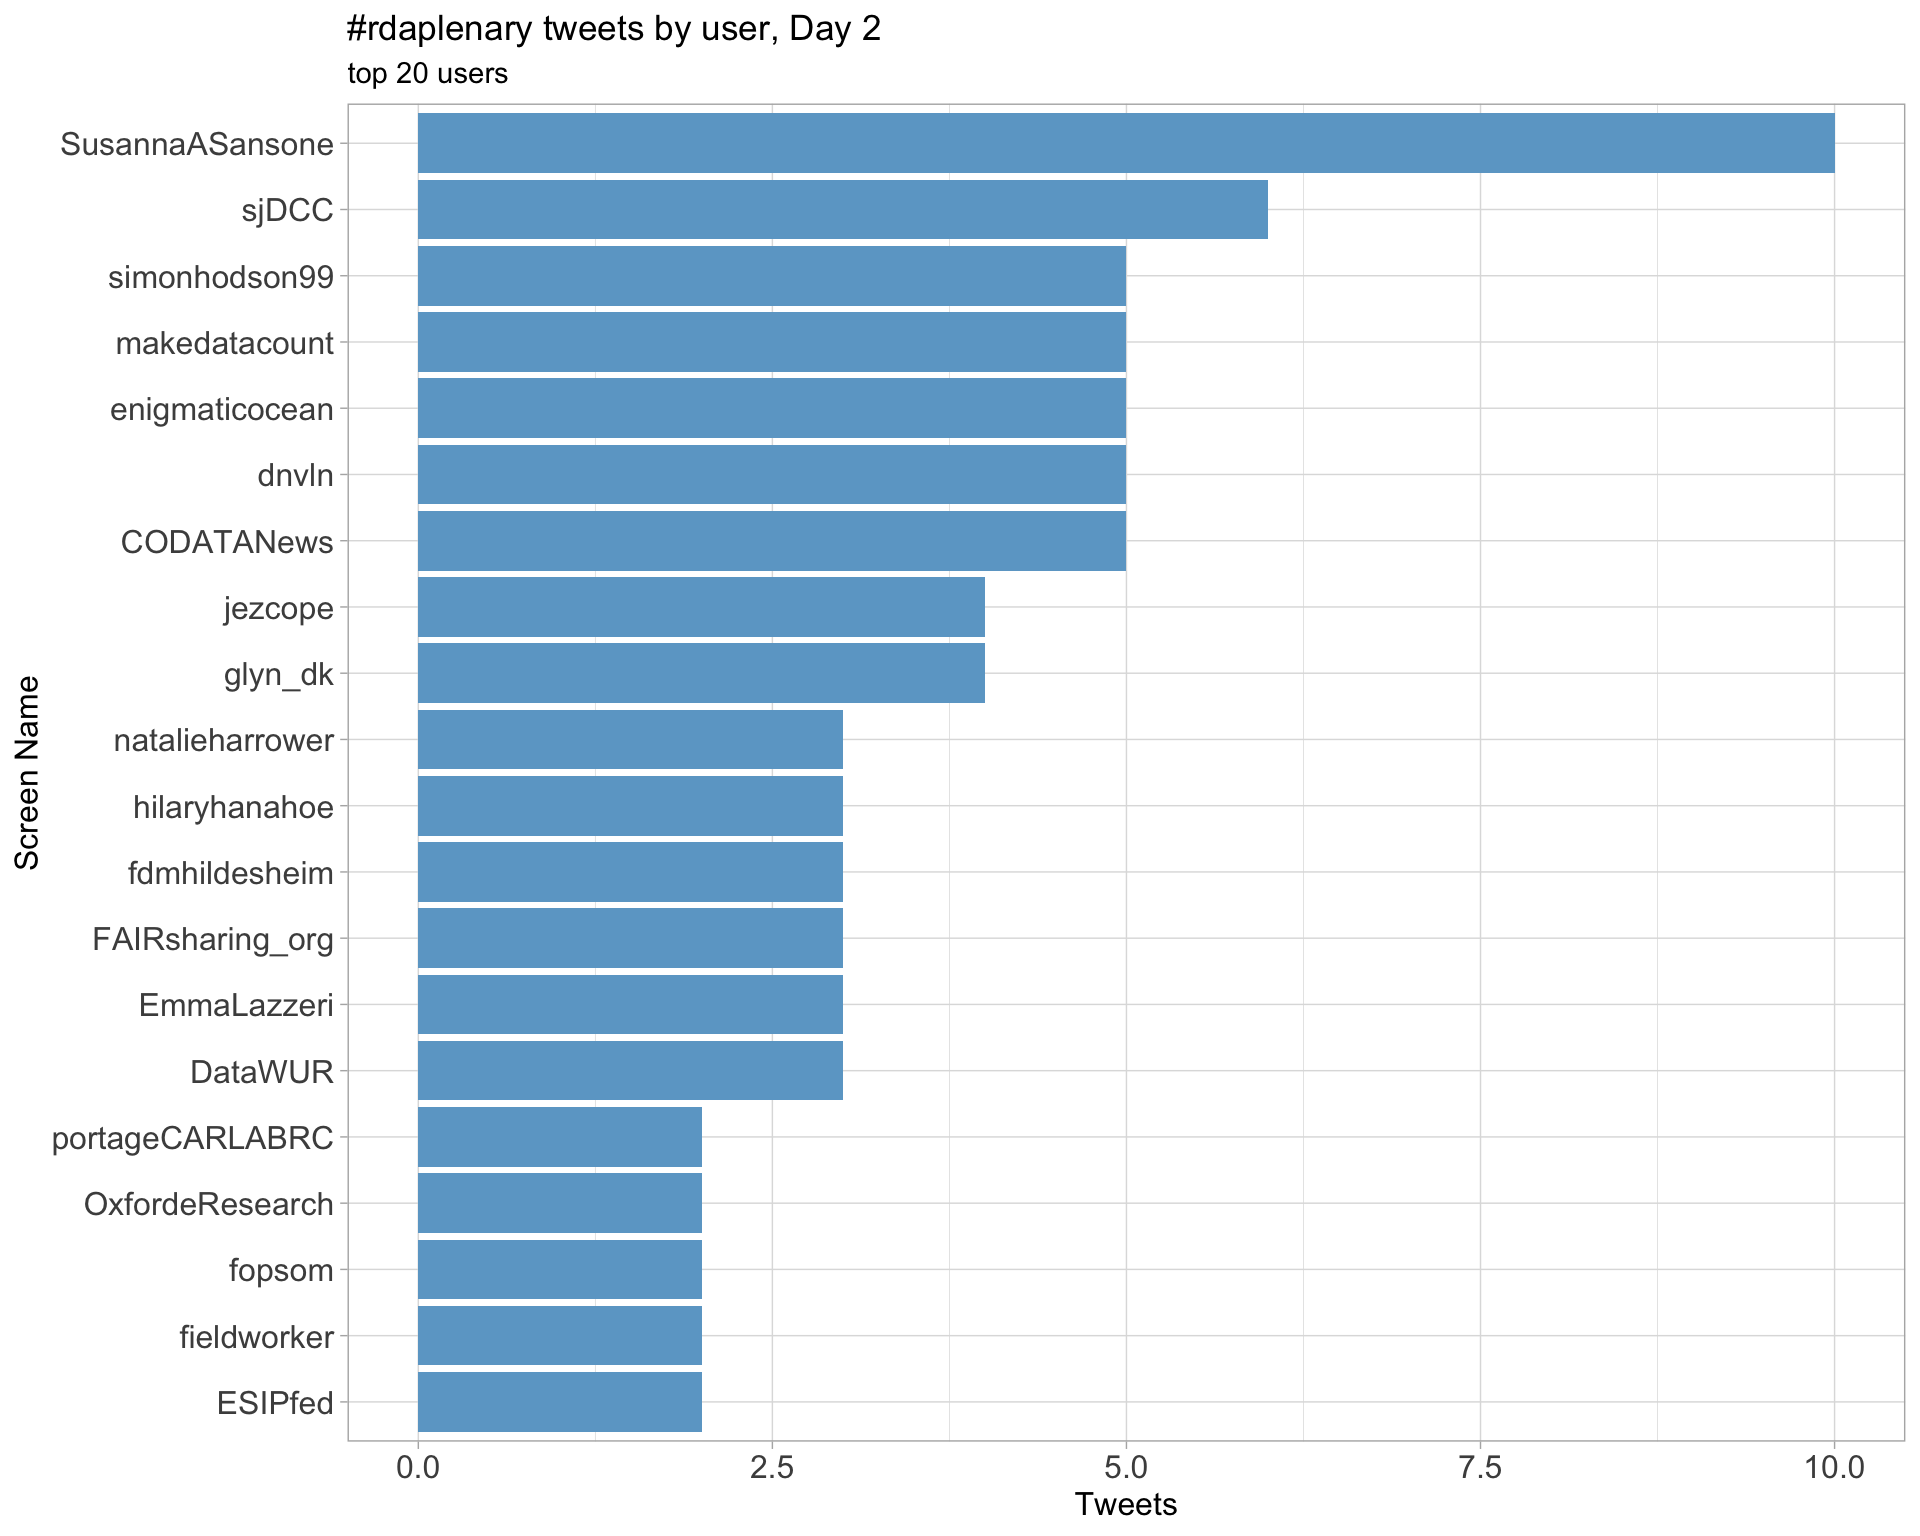 #rdaplenary tweets by user, Day 2
top 20 users
SusannaASansone
sjDCC
simonhodson99
makedatacount
enigmaticocean
dnvln
CODATANews
jezcope
glyn_dk
natalieharrower
hilaryhanahoe
fdmhildesheim
FAIRsharing_org
EmmaLazzeri
DataWUR
portageCARLABRC
OxfordeResearch
fopsom
fieldworker
ESIPfed
Screen Name
0.0 2.5 5.0 7.5 10.0
Tweets